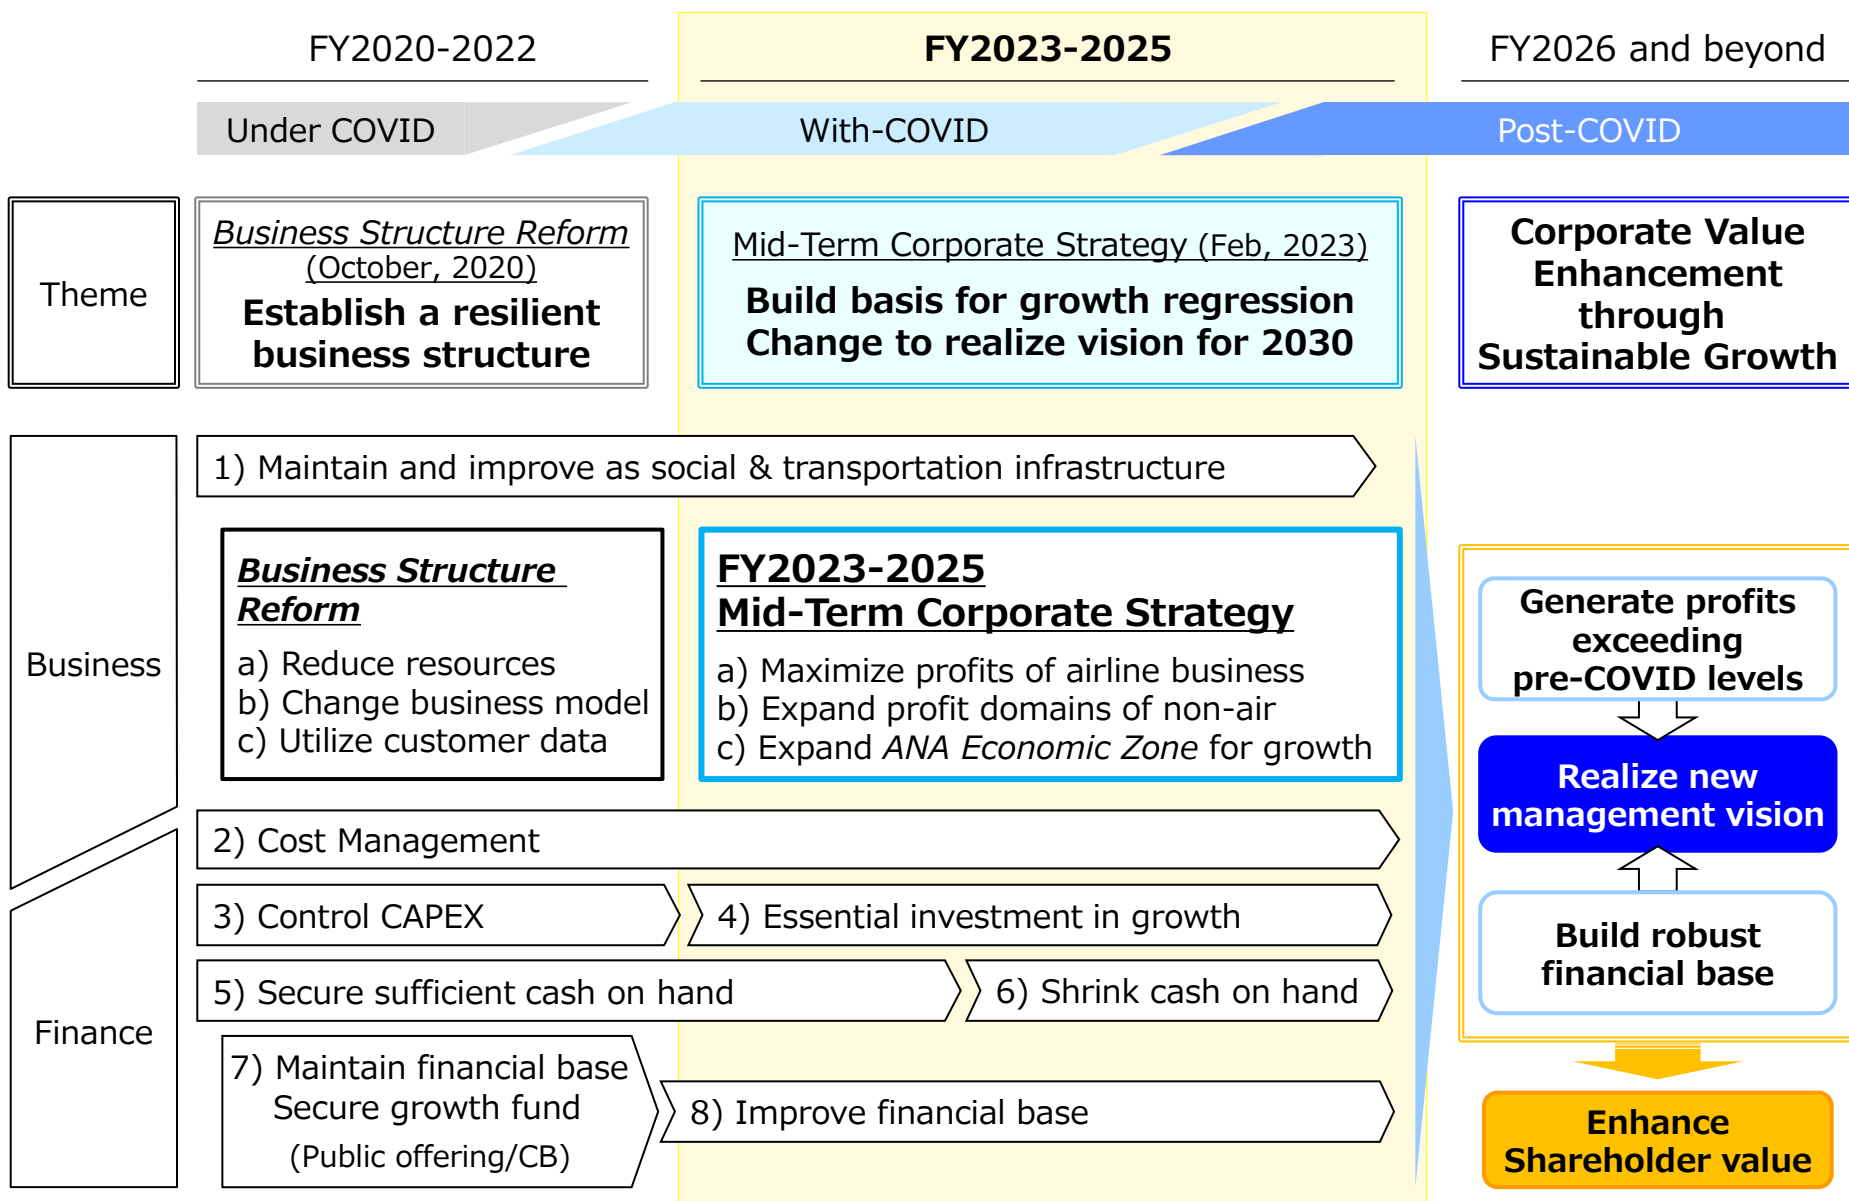 FY2020-2022
FY2023-2025
FY2026 and beyond
Under COVID
With-COVID
Post-COVID
Theme
Business Structure Reform
(October, 2020)
Establish a resilient
business structure
Mid-Term Corporate Strategy (Feb, 2023)
Build basis for growth regression
Change to realize vision for 2030
Corporate Value
Enhancement
through
Sustainable Growth
Business
1) Maintain and improve as social & transportation infrastructure
Business Structure
Reform
a) Reduce resources
b) Change business model
c) Utilize customer data
FY2023-2025
Mid-Term Corporate Strategy
a) Maximize profits of airline business
b) Expand profit domains of non-air
c) Expand ANA Economic Zone for growth
2) Cost Management
Finance
3) Control CAPEX
4) Essential investment in growth
5) Secure sufficient cash on hand
6) Shrink cash on hand
7) Maintain financial base
Secure growth fund
(Public offering/CB)
8) Improve financial base
Generate profits
exceeding
pre-COVID levels
Realize new
management vision
Build robust
financial base
Enhance
Shareholder value